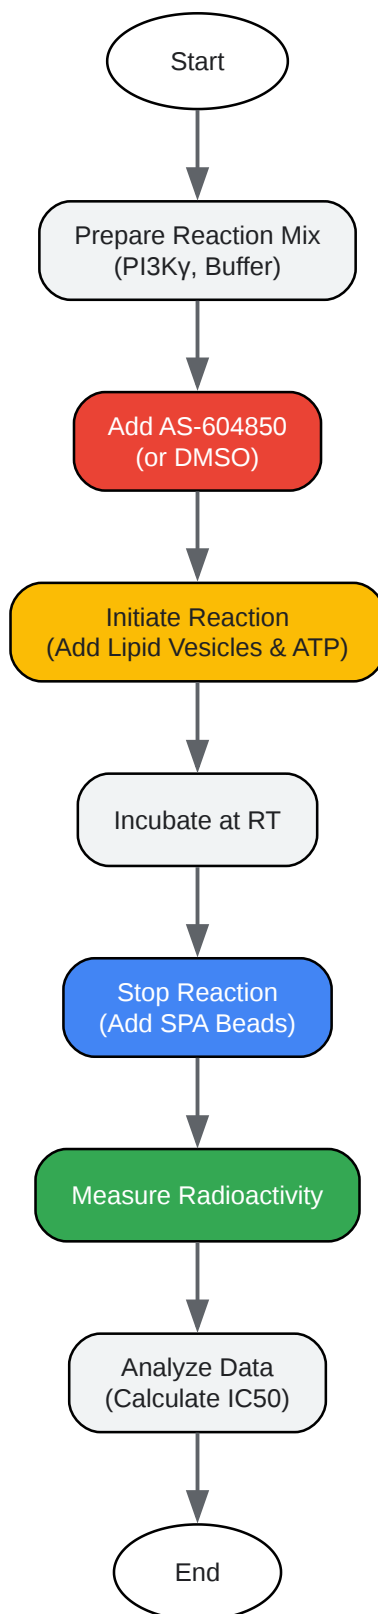 Start
Prepare Reaction Mix
(PI3Kγ, Buffer)
Add AS-604850
(or DMSO)
Initiate Reaction
(Add Lipid Vesicles & ATP)
Incubate at RT
Stop Reaction
(Add SPA Beads)
Measure Radioactivity
Analyze Data
(Calculate IC50)
End